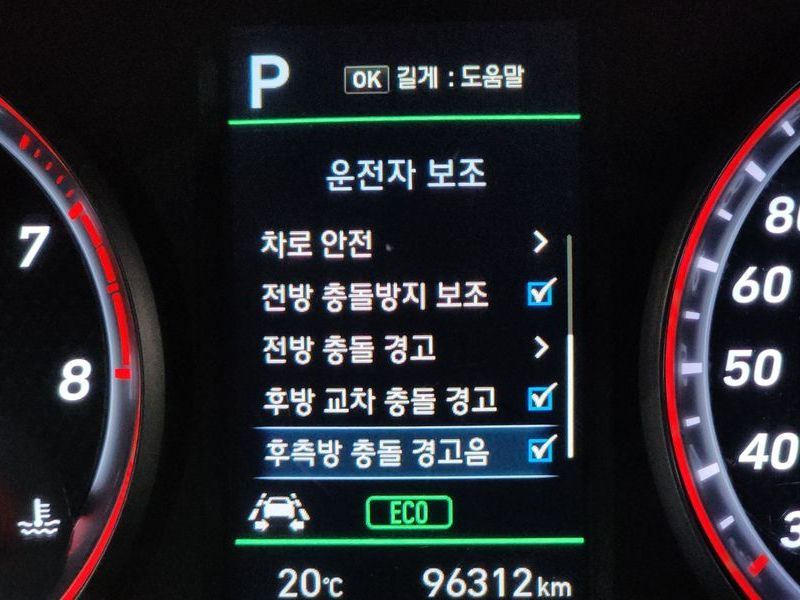 P
OK 길게 : 도움말
운전자 보조
차로 안전
전방 충돌방지 보조
전방 충돌 경고
후방 교차 충돌 경고
후측방 충돌 경고음
ECO
20℃ 96312km
7
8
60
50
40